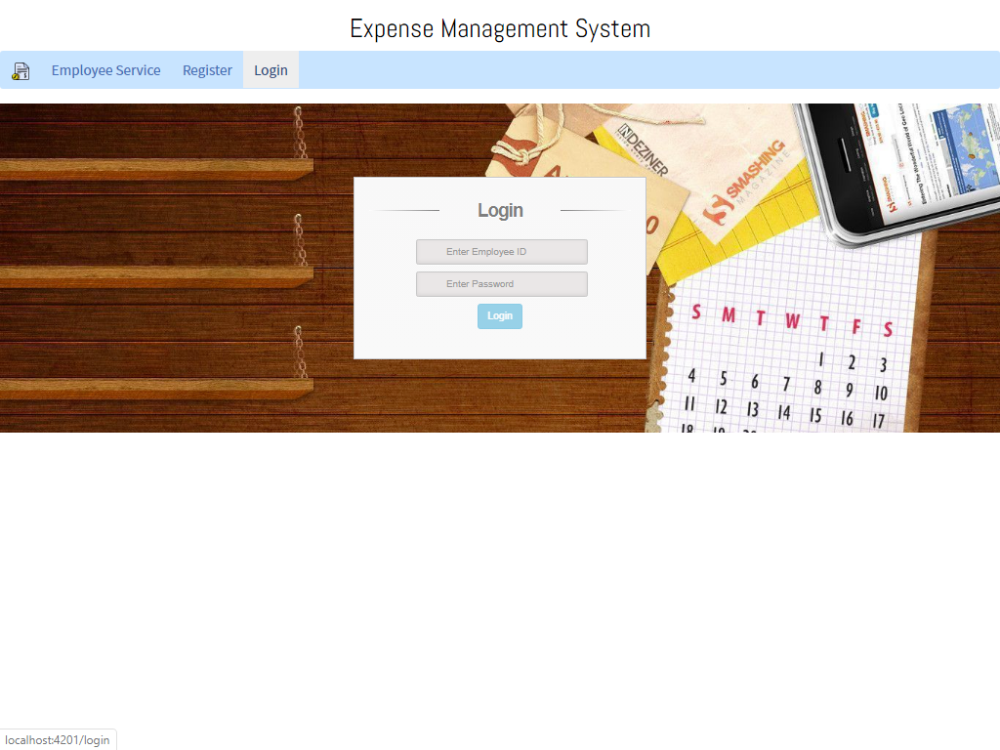 Expense Management System
Employee Service Register Login
INDEZINER
SMASHING
MAGAZINE
Login
Enter Employee ID
Enter Password
Login
S M T W T F S
1 2 3
4 5 6 7 8 9 10
11 12 13 14 15 16 17
18 19
localhost:4201/login